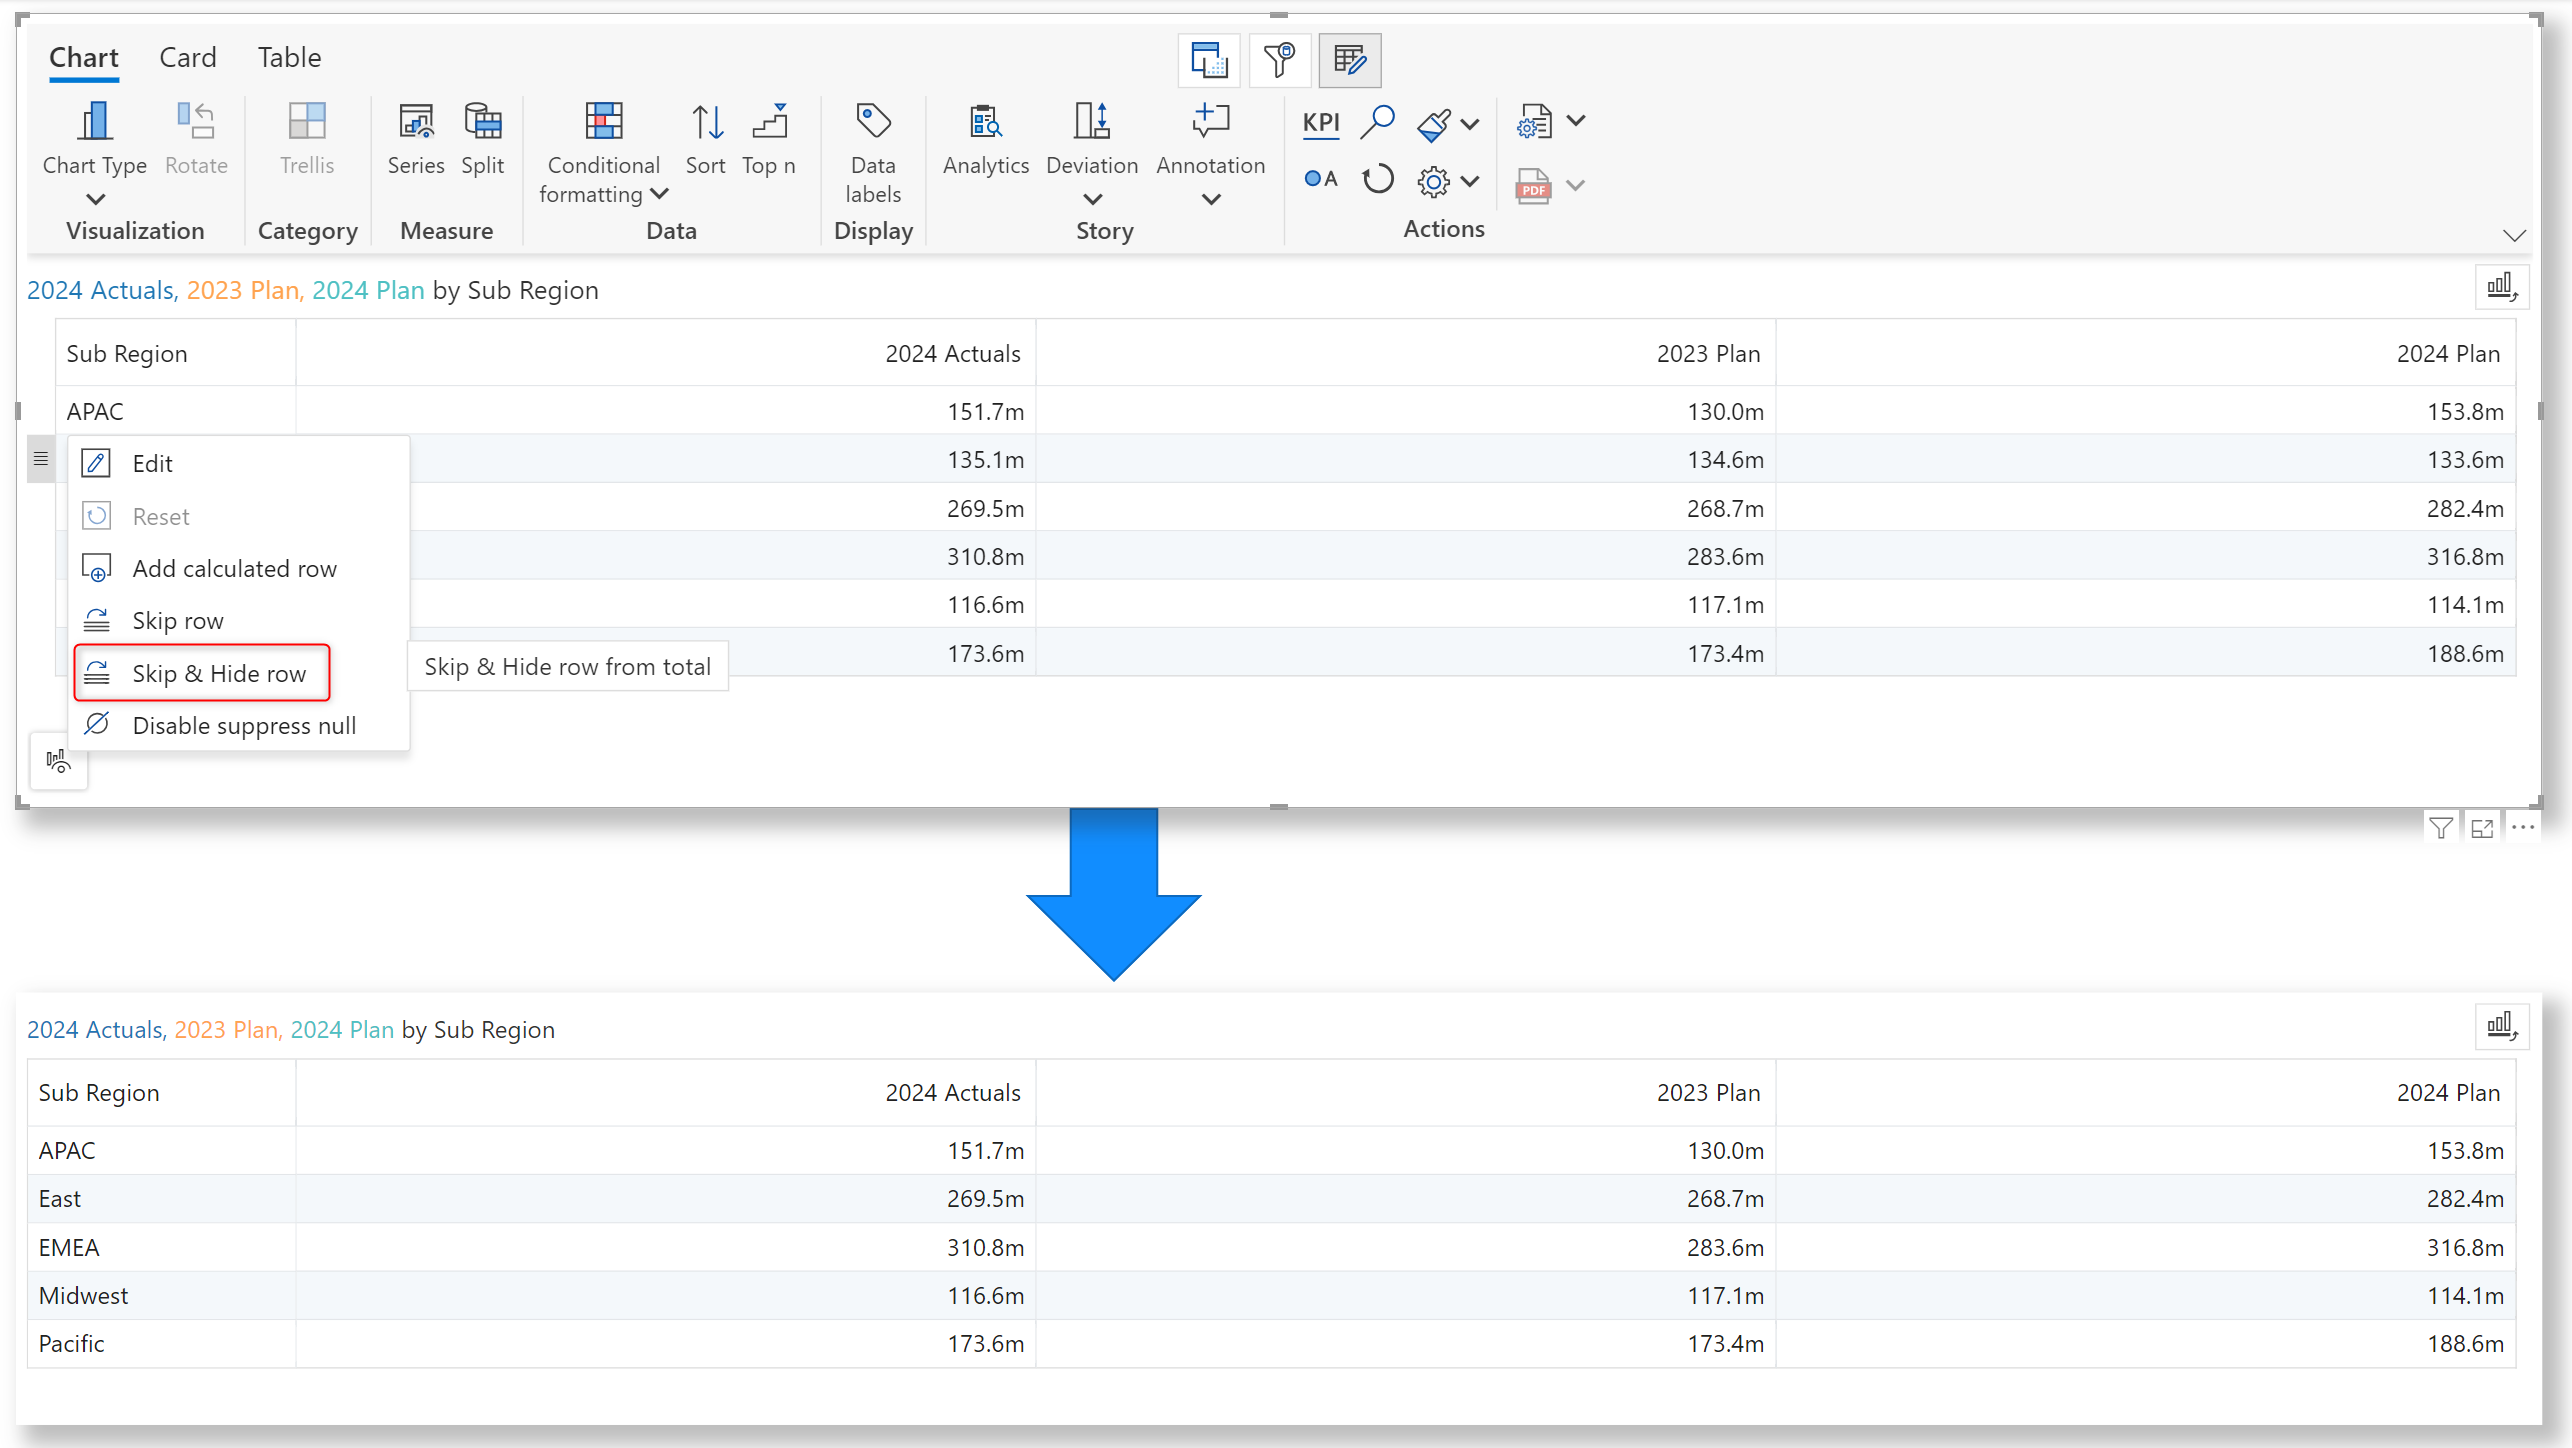 Chart Card Table
Chart Type Rotate Trellis Series Split Conditional formatting Sort Top n Data labels Analytics Deviation Annotation KPI A PDF
Visualization Category Measure Data Display Story Actions
2024 Actuals, 2023 Plan, 2024 Plan by Sub Region
Sub Region 2024 Actuals 2023 Plan 2024 Plan
APAC 151.7m 130.0m 153.8m
Edit 135.1m 134.6m 133.6m
Reset 269.5m 268.7m 282.4m
Add calculated row 310.8m 283.6m 316.8m
Skip row 116.6m 117.1m 114.1m
Skip & Hide row Skip & Hide row from total 173.6m 173.4m 188.6m
Disable suppress null
2024 Actuals, 2023 Plan, 2024 Plan by Sub Region
Sub Region 2024 Actuals 2023 Plan 2024 Plan
APAC 151.7m 130.0m 153.8m
East 269.5m 268.7m 282.4m
EMEA 310.8m 283.6m 316.8m
Midwest 116.6m 117.1m 114.1m
Pacific 173.6m 173.4m 188.6m